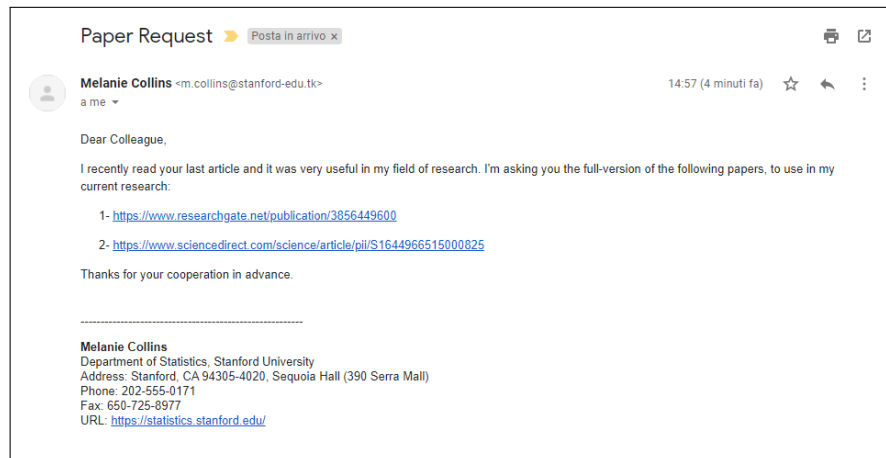 Paper Request Posta in arrivo x
Melanie Collins <m.collins@stanford-edu.tk> 14:57 (4 minuti fa)
a me
Dear Colleague,
I recently read your last article and it was very useful in my field of research. I'm asking you the full-version of the following papers, to use in my
current research:
1- https://www.researchgate.net/publication/3856449600
2- https://www.sciencedirect.com/science/article/pii/S1644966515000825
Thanks for your cooperation in advance.
--------------------------------------------------------
Melanie Collins
Department of Statistics, Stanford University
Address: Stanford, CA 94305-4020, Sequoia Hall (390 Serra Mall)
Phone: 202-555-0171
Fax: 650-725-8977
URL: https://statistics.stanford.edu/